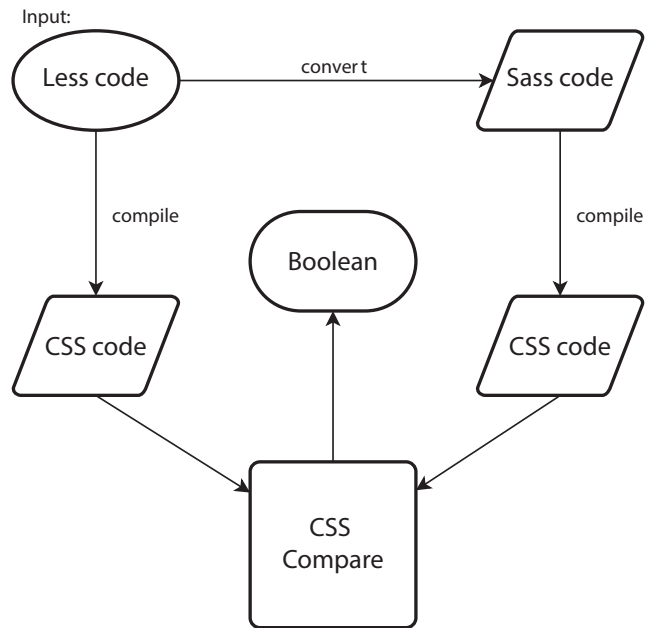 Input:
Less code
convert
Sass code
compile
compile
Boolean
CSS code
CSS code
CSS
Compare